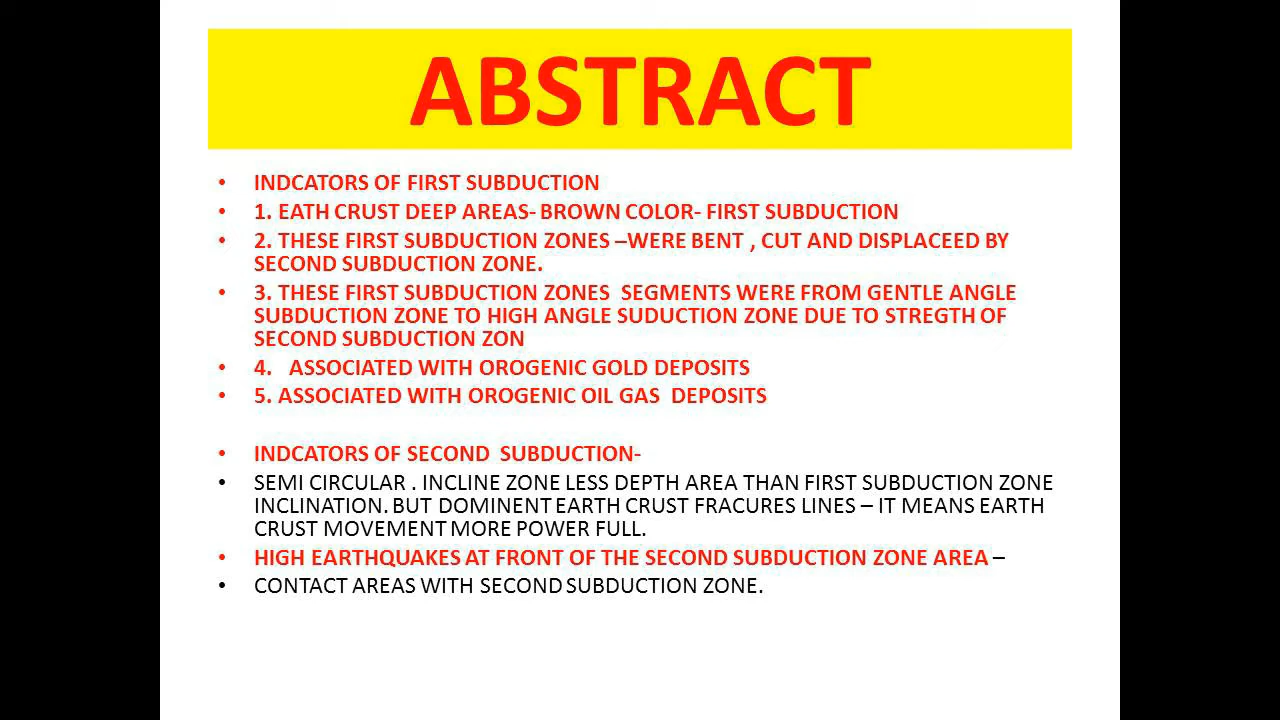 ABSTRACT
• INDCATORS OF FIRST SUBDUCTION
• 1. EATH CRUST DEEP AREAS- BROWN COLOR- FIRST SUBDUCTION
• 2. THESE FIRST SUBDUCTION ZONES –WERE BENT , CUT AND DISPLACEED BY
SECOND SUBDUCTION ZONE.
• 3. THESE FIRST SUBDUCTION ZONES  SEGMENTS WERE FROM GENTLE ANGLE
SUBDUCTION ZONE TO HIGH ANGLE SUDUCTION ZONE DUE TO STREGTH OF
SECOND SUBDUCTION ZON
• 4.   ASSOCIATED WITH OROGENIC GOLD DEPOSITS
• 5. ASSOCIATED WITH OROGENIC OIL GAS  DEPOSITS
• INDCATORS OF SECOND  SUBDUCTION-
• SEMI CIRCULAR . INCLINE ZONE LESS DEPTH AREA THAN FIRST SUBDUCTION ZONE
INCLINATION. BUT DOMINENT EARTH CRUST FRACURES LINES – IT MEANS EARTH
CRUST MOVEMENT MORE POWER FULL.
• HIGH EARTHQUAKES AT FRONT OF THE SECOND SUBDUCTION ZONE AREA –
• CONTACT AREAS WITH SECOND SUBDUCTION ZONE.